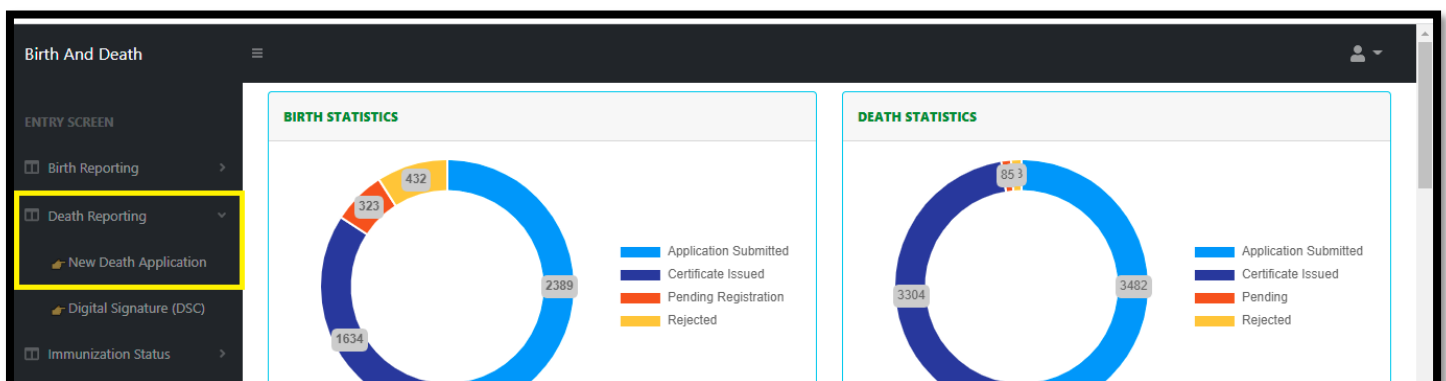 Birth And Death
ENTRY SCREEN
Birth Reporting
Death Reporting
New Death Application
Digital Signature (DSC)
Immunization Status
BIRTH STATISTICS
432
323
2389
1634
Application Submitted
Certificate Issued
Pending Registration
Rejected
DEATH STATISTICS
85
3482
3304
Application Submitted
Certificate Issued
Pending
Rejected